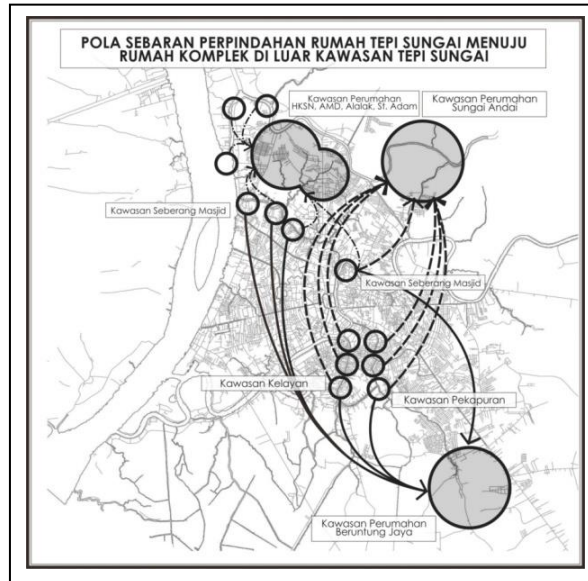 POLA SEBARAN PERPINDAHAN RUMAH TEPI SUNGAI MENUJU
RUMAH KOMPLEK DI LUAR KAWASAN TEPI SUNGAI
Kawasan Perumahan
HKSN, AMD, Alalak, ST. Adam
Kawasan Perumahan
Sungai Andai
Kawasan Seberang Masjid
Kawasan Seberang Masjid
Kawasan Kelayan
Kawasan Pekapuran
Kawasan Perumahan
Beruntung Jaya